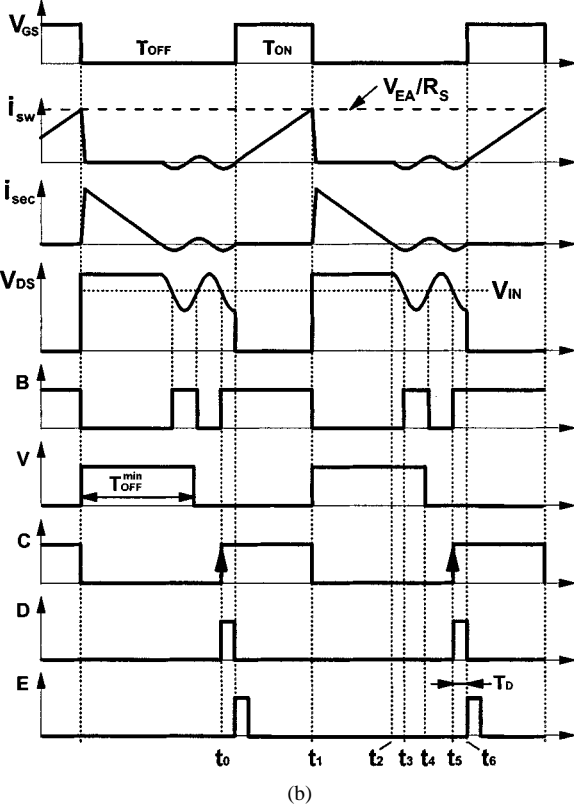 VGS TOFF TON
isw VEA/RS
isec
VDS VIN
B
V TOFFmin
C
D
E TD
t0 t1 t2 t3 t4 t5 t6
(b)